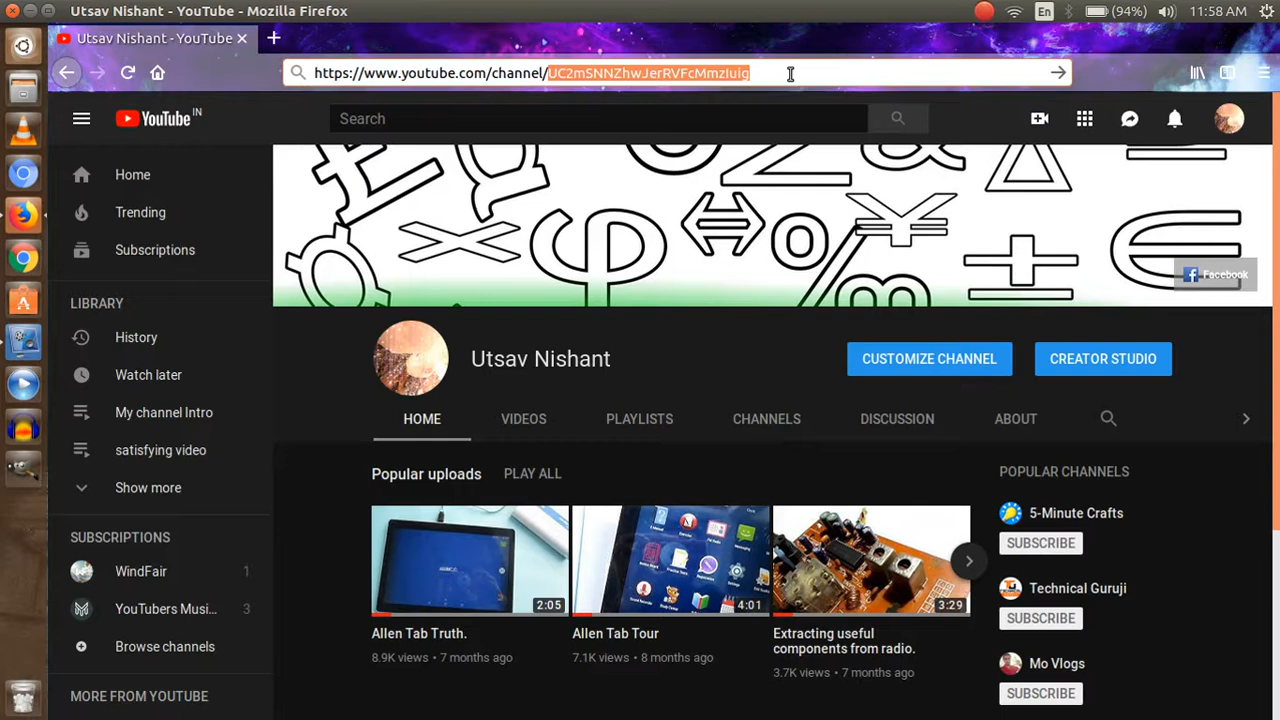 Utsav Nishant - YouTube - Mozilla Firefox
En
(94%)
11:58 AM
Utsav Nishant - YouTube
https://www.youtube.com/channel/UC2mSNNZhwJerRVFcMmzIuig
YouTube IN
Search
Home
Trending
Subscriptions
LIBRARY
History
Watch later
My channel Intro
satisfying video
Show more
SUBSCRIPTIONS
WindFair 1
YouTubers Musi... 3
Browse channels
MORE FROM YOUTUBE
Facebook
Utsav Nishant
CUSTOMIZE CHANNEL
CREATOR STUDIO
HOME
VIDEOS
PLAYLISTS
CHANNELS
DISCUSSION
ABOUT
Popular uploads
PLAY ALL
2:05
Allen Tab Truth.
8.9K views • 7 months ago
4:01
Allen Tab Tour
7.1K views • 8 months ago
3:29
Extracting useful
components from radio.
3.7K views • 7 months ago
POPULAR CHANNELS
5-Minute Crafts
SUBSCRIBE
Technical Guruji
SUBSCRIBE
Mo Vlogs
SUBSCRIBE